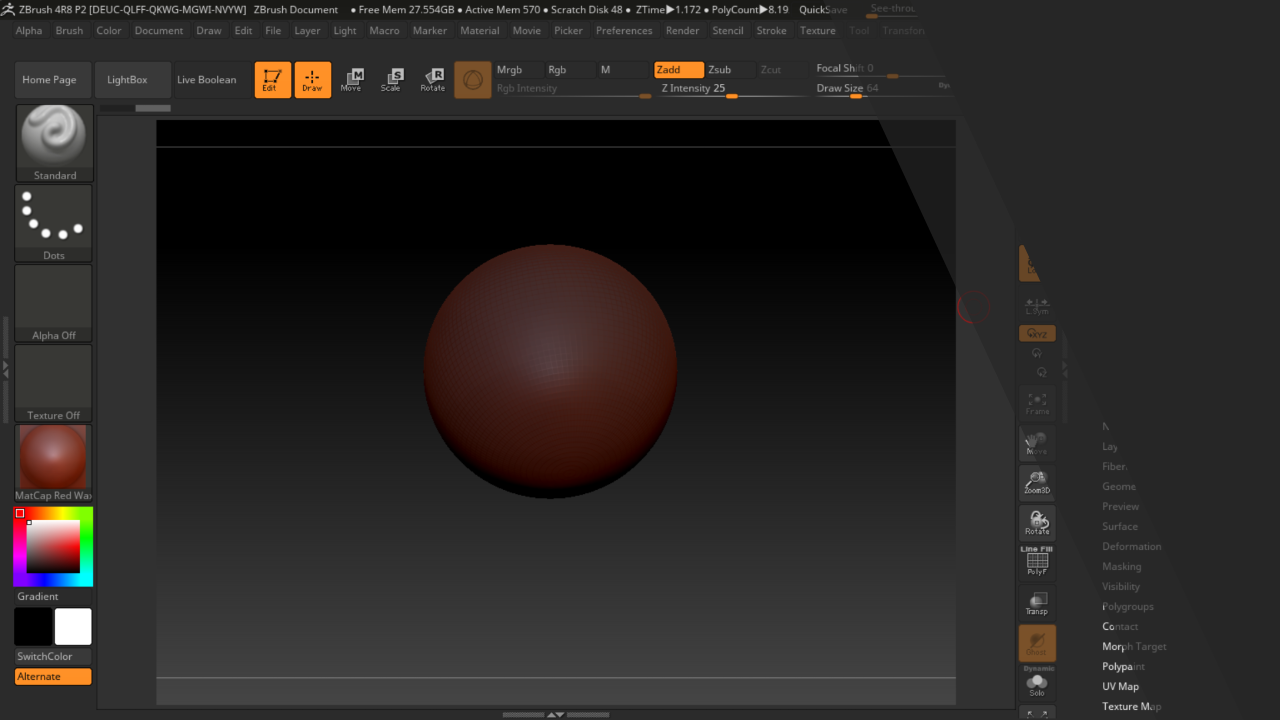 ZBrush 4R8 P2 [DEUC-QLFF-QKWG-MGWI-NVYW] ZBrush Document • Free Mem 27.554GB • Active Mem 570 • Scratch Disk 48 • ZTime▶1.172 • PolyCount▶8.19 QuickSave See-throu
Alpha Brush Color Document Draw Edit File Layer Light Macro Marker Material Movie Picker Preferences Render Stencil Stroke Texture Tool Transfor
Home Page LightBox Live Boolean Edit Draw Move Scale Rotate
Mrgb Rgb M Zadd Zsub Zcut Focal Shift 0
Rgb Intensity Z Intensity 25 Draw Size 64 Dy
Standard
Dots
Alpha Off
Texture Off
MatCap Red Wax
Gradient
SwitchColor
Alternate
L.Sym
XYZ
Frame
Move
Zoom3D
Rotate
Line Fill
PolyF
Transp
Ghost
Dynamic
Solo
Lay
Fiber
Geome
Preview
Surface
Deformation
Masking
Visibility
Polygroups
Contact
Morph Target
Polypaint
UV Map
Texture Map